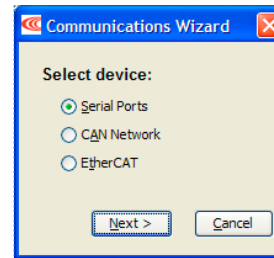 Communications Wizard
Select device:
Serial Ports
CAN Network
EtherCAT
Next >
Cancel